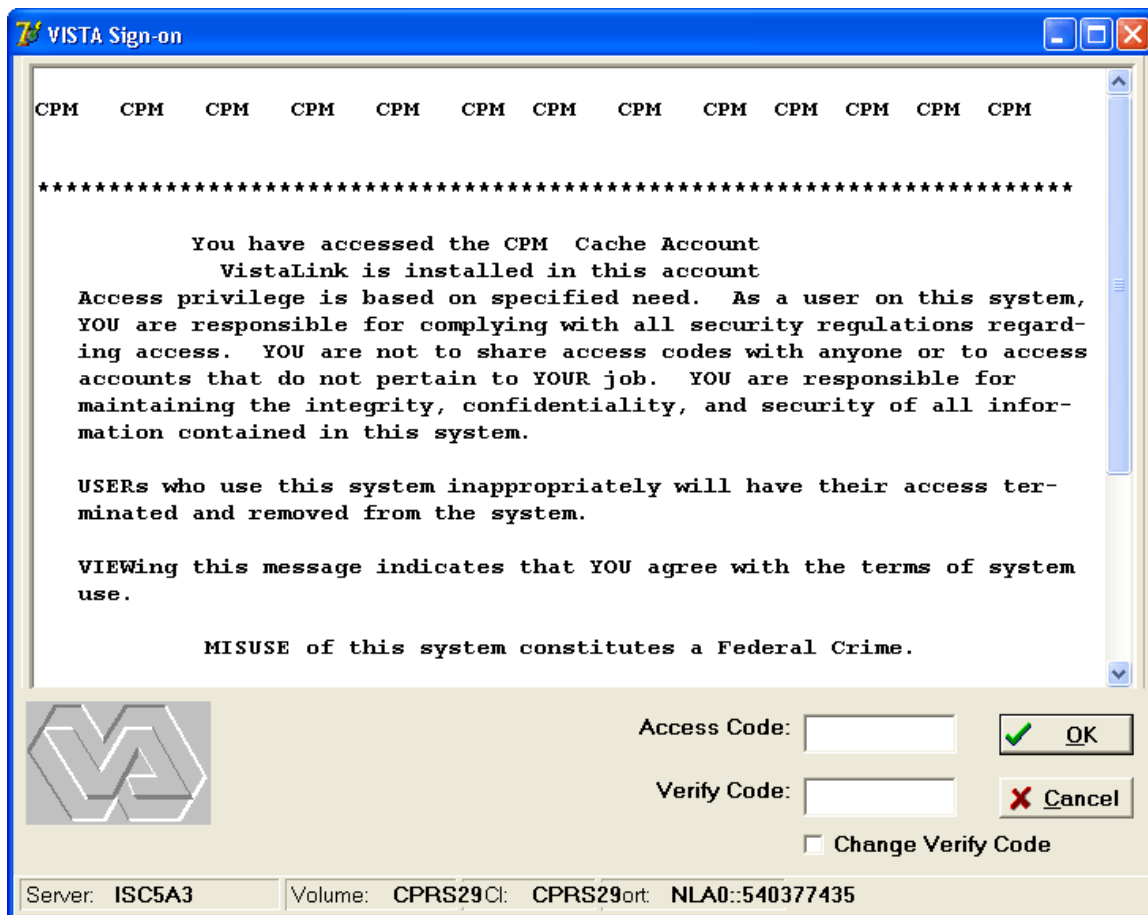 VISTA Sign-on
CPM CPM CPM CPM CPM CPM CPM CPM CPM CPM CPM CPM CPM
*************************************************************************
You have accessed the CPM Cache Account
VistaLink is installed in this account
Access privilege is based on specified need. As a user on this system,
YOU are responsible for complying with all security regulations regard-
ing access. YOU are not to share access codes with anyone or to access
accounts that do not pertain to YOUR job. YOU are responsible for
maintaining the integrity, confidentiality, and security of all infor-
mation contained in this system.
USERs who use this system inappropriately will have their access ter-
minated and removed from the system.
VIEWing this message indicates that YOU agree with the terms of system
use.
MISUSE of this system constitutes a Federal Crime.
Access Code:
OK
Verify Code:
Cancel
Change Verify Code
Server: ISC5A3 Volume: CPRS29 CI: CPRS29 ort: NLA0::540377435